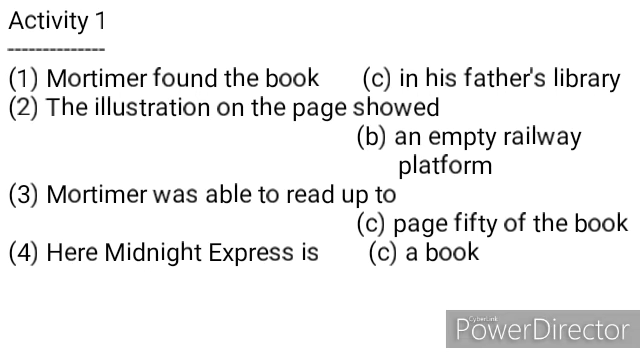 Activity 1
--------------
(1) Mortimer found the book (c) in his father's library
(2) The illustration on the page showed
(b) an empty railway
platform
(3) Mortimer was able to read up to
(c) page fifty of the book
(4) Here Midnight Express is (c) a book
CyberLink
PowerDirector